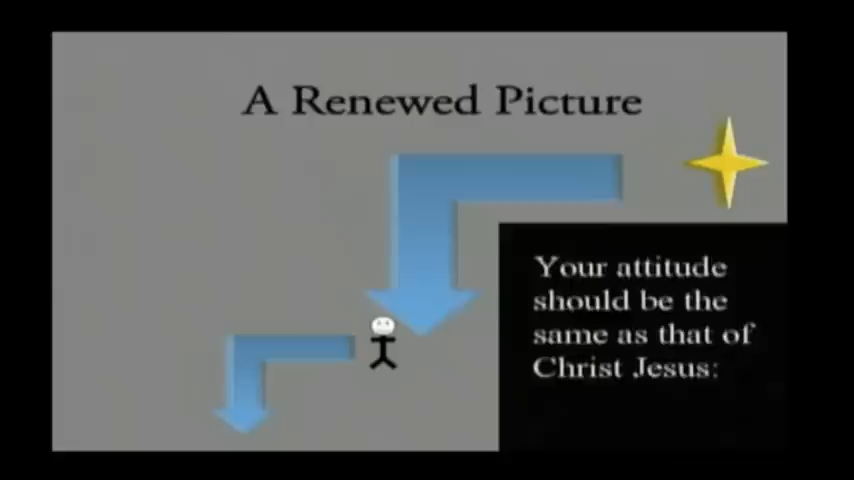 A Renewed Picture
Your attitude
should be the
same as that of
Christ Jesus: